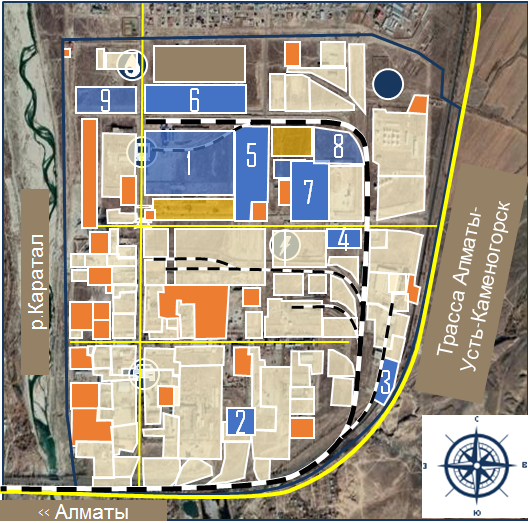 9
6
1
5
8
7
4
3
2
р.Каратал
Трасса Алматы-
Усть-Каменогорск
<< Алматы
С
З
В
Ю